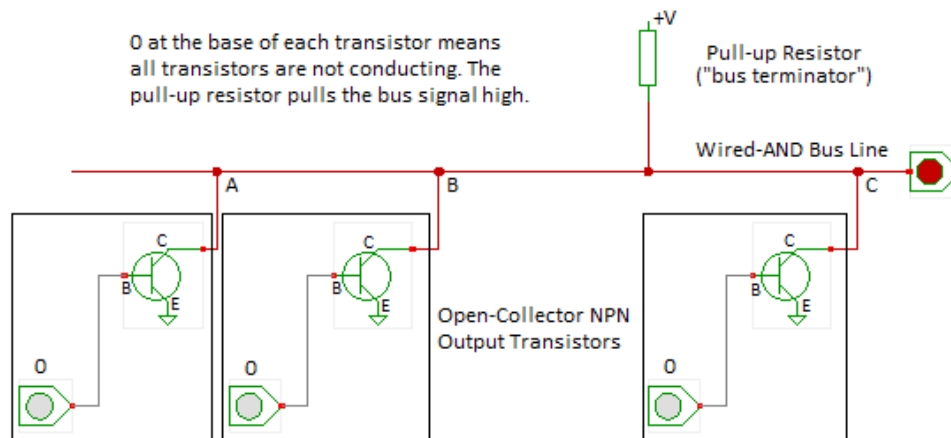 0 at the base of each transistor means
all transistors are not conducting. The
pull-up resistor pulls the bus signal high.
+V
Pull-up Resistor
("bus terminator")
Wired-AND Bus Line
A
B
C
C
B
E
C
B
E
C
B
E
Open-Collector NPN
Output Transistors
0
0
0